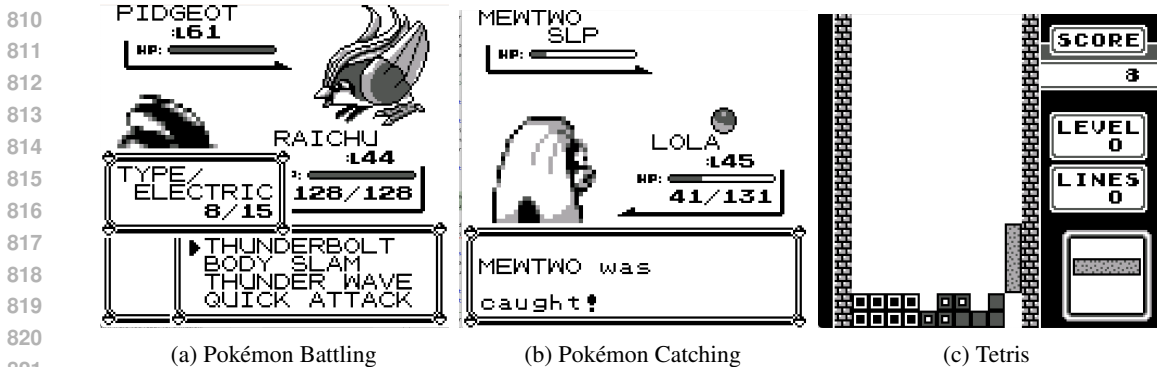 810
811
812
813
814
815
816
817
818
819
820
PIDGEOT
:L61
HP:
RAICHU
:L44
128/128
TYPE/
ELECTRIC
8/15
THUNDERBOLT
BODY SLAM
THUNDER WAVE
QUICK ATTACK
(a) Pokémon Battling
MEWTWO
SLP
HP:
LOLA
:L45
HP:
41/131
MEWTWO was
caught!
(b) Pokémon Catching
SCORE
3
LEVEL
0
LINES
0
(c) Tetris